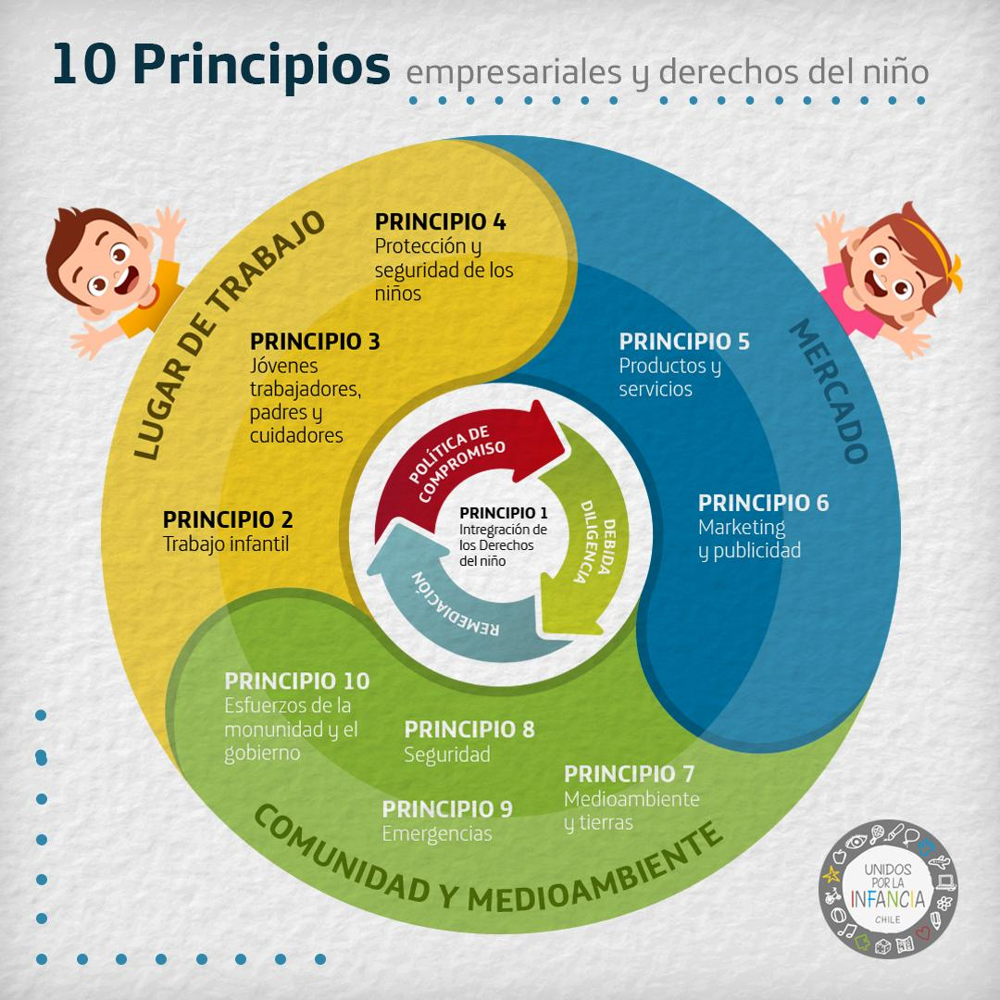 10 Principios empresariales y derechos del niño
LUGAR DE TRABAJO
PRINCIPIO 4
Protección y
seguridad de los
niños
PRINCIPIO 3
Jóvenes
trabajadores,
padres y
cuidadores
PRINCIPIO 2
Trabajo infantil
MERCADO
PRINCIPIO 5
Productos y
servicios
PRINCIPIO 6
Marketing
y publicidad
POLÍTICA DE
COMPROMISO
DEBIDA
DILIGENCIA
REMEDIACIÓN
PRINCIPIO 1
Intregración de
los Derechos
del niño
PRINCIPIO 10
Esfuerzos de la
monunidad y el
gobierno
PRINCIPIO 8
Seguridad
PRINCIPIO 7
Medioambiente
y tierras
PRINCIPIO 9
Emergencias
COMUNIDAD Y MEDIOAMBIENTE
UNIDOS
POR LA
INFANCIA
CHILE